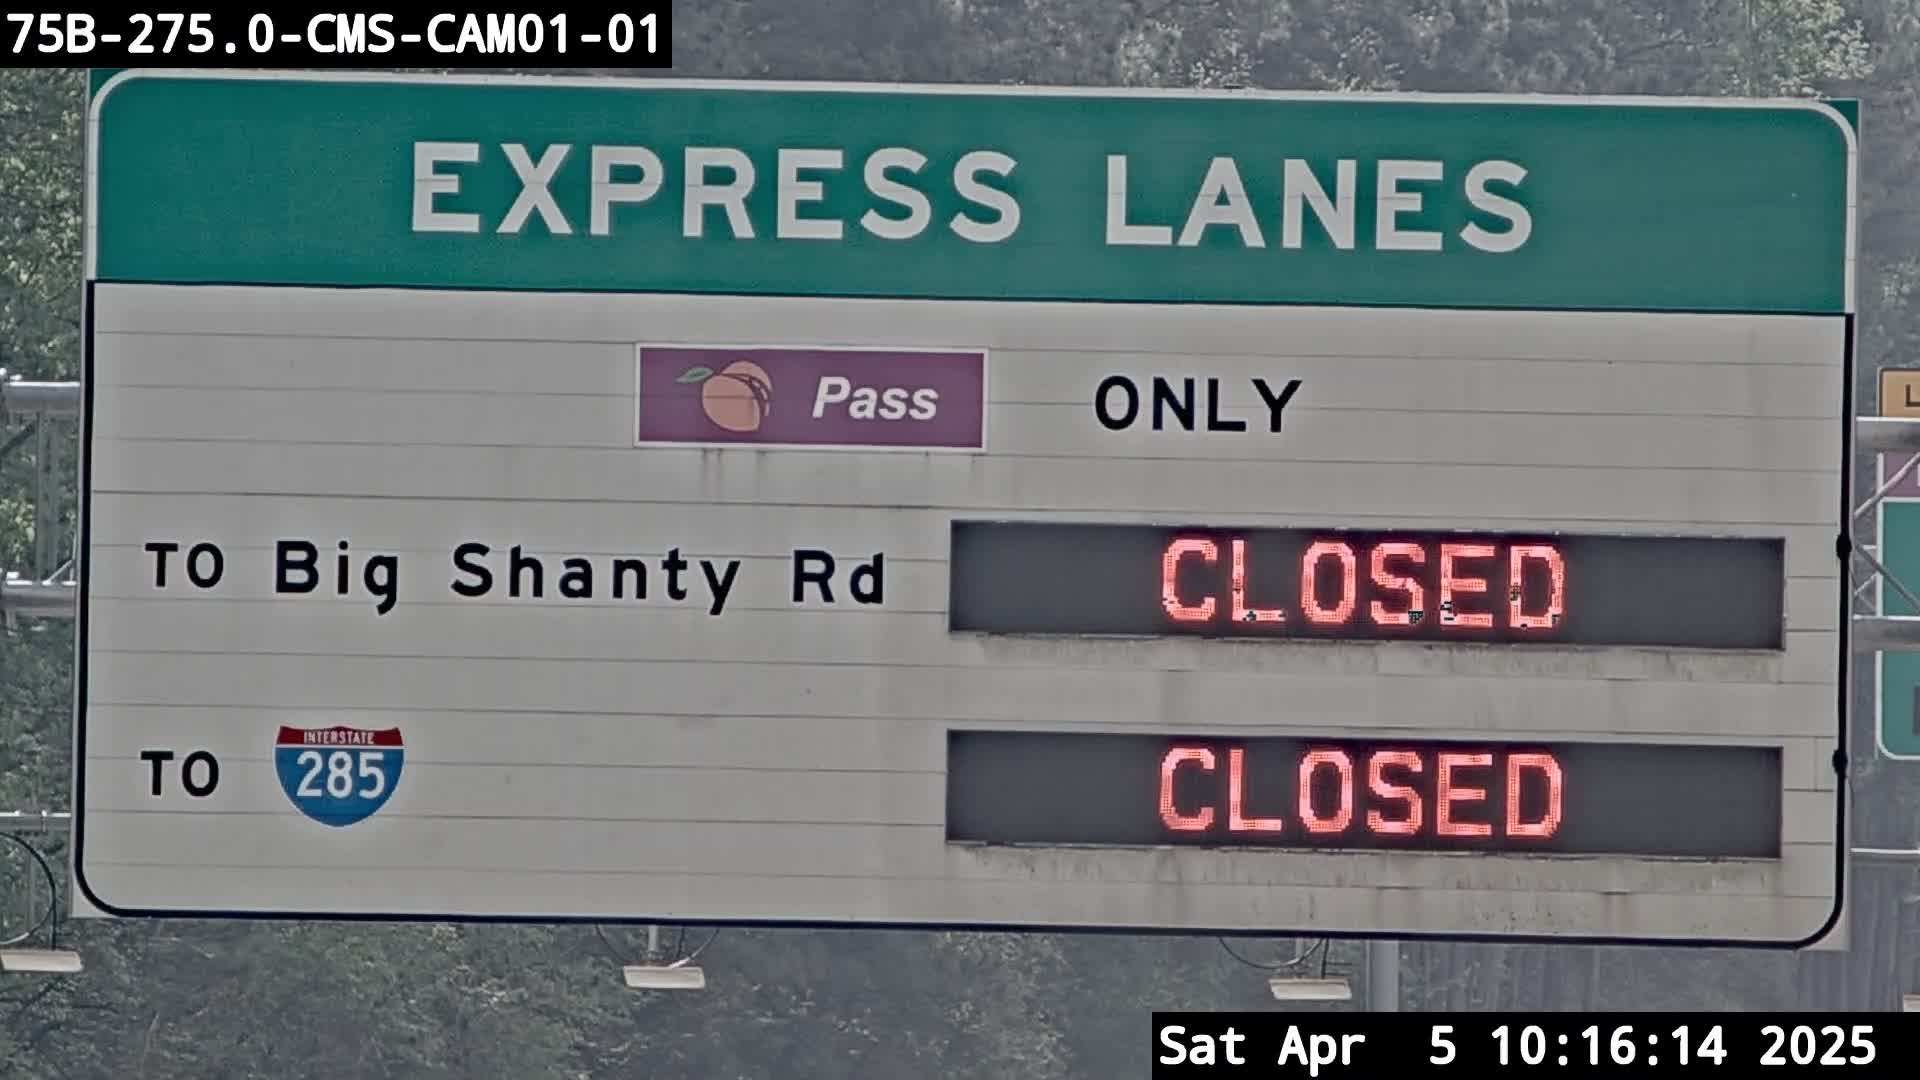 75B-275.0-CMS-CAM01-01
EXPRESS LANES
Pass ONLY
TO Big Shanty Rd CLOSED
TO INTERSTATE 285 CLOSED
Sat Apr 5 10:16:14 2025